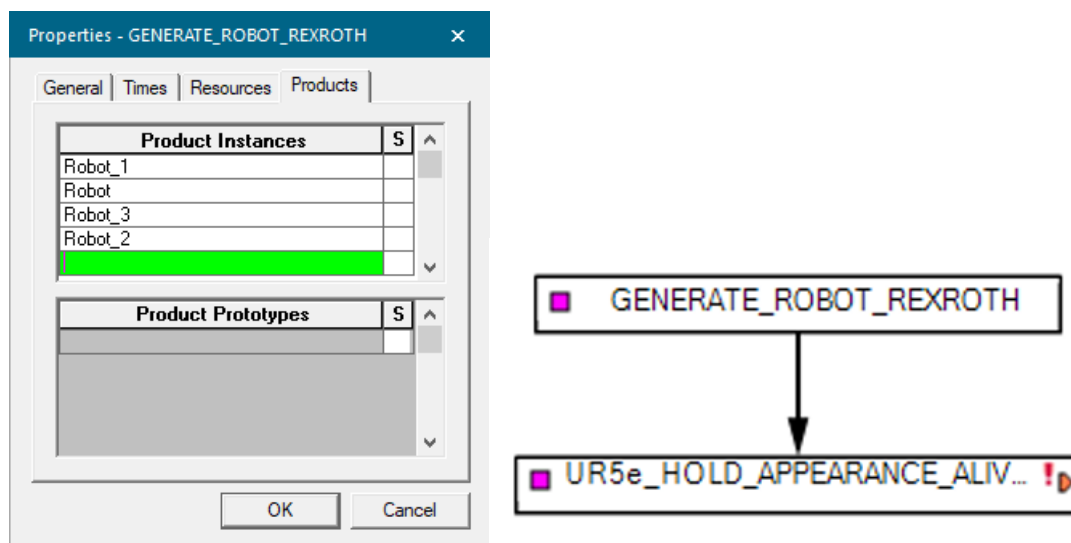 Properties - GENERATE_ROBOT_REXROTH
General Times Resources Products
Product Instances S
Robot_1
Robot
Robot_3
Robot_2
Product Prototypes S
OK Cancel
GENERATE_ROBOT_REXROTH
UR5e_HOLD_APPEARANCE_ALIV... !